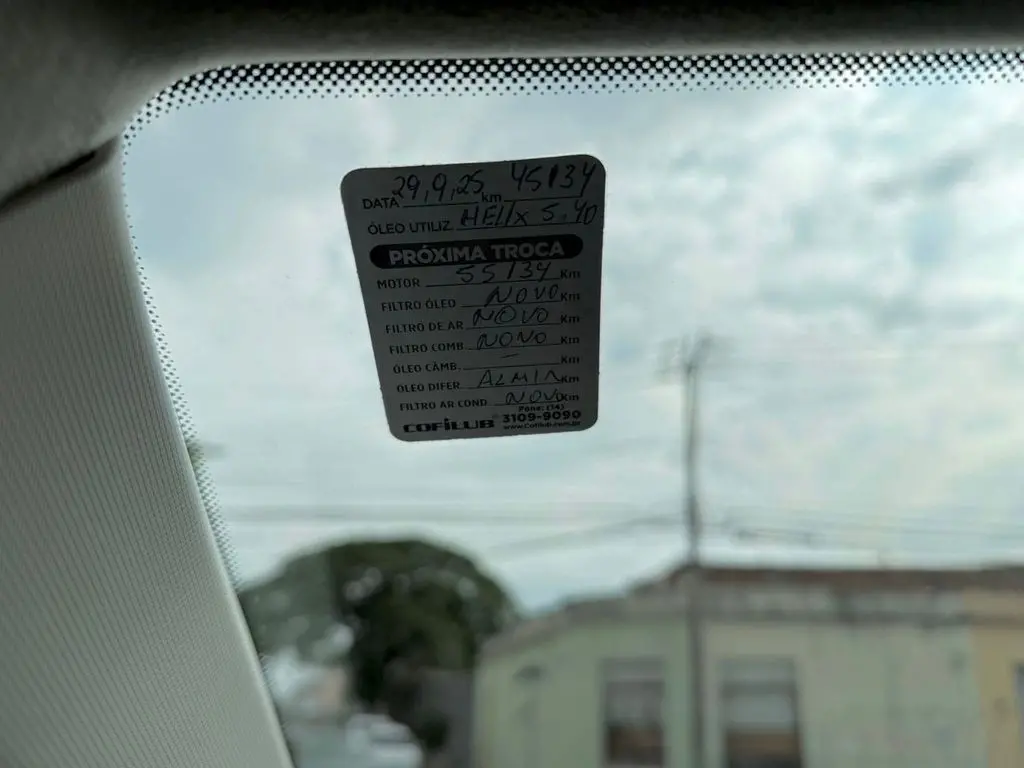 DATA 29,9,25 km 45134
ÓLEO UTILIZ. HELIX 5.40
PRÓXIMA TROCA
MOTOR 55134 Km
FILTRO ÓLEO NOVO Km
FILTRO DE AR NOVO Km
FILTRO COMB NOVO Km
ÓLEO CÂMB. – Km
ÓLEO DIFER. Km
FILTRO AR COND NOVO Km
COFILUB Fone: (14) 3109-9090
www.cofilub.com.br